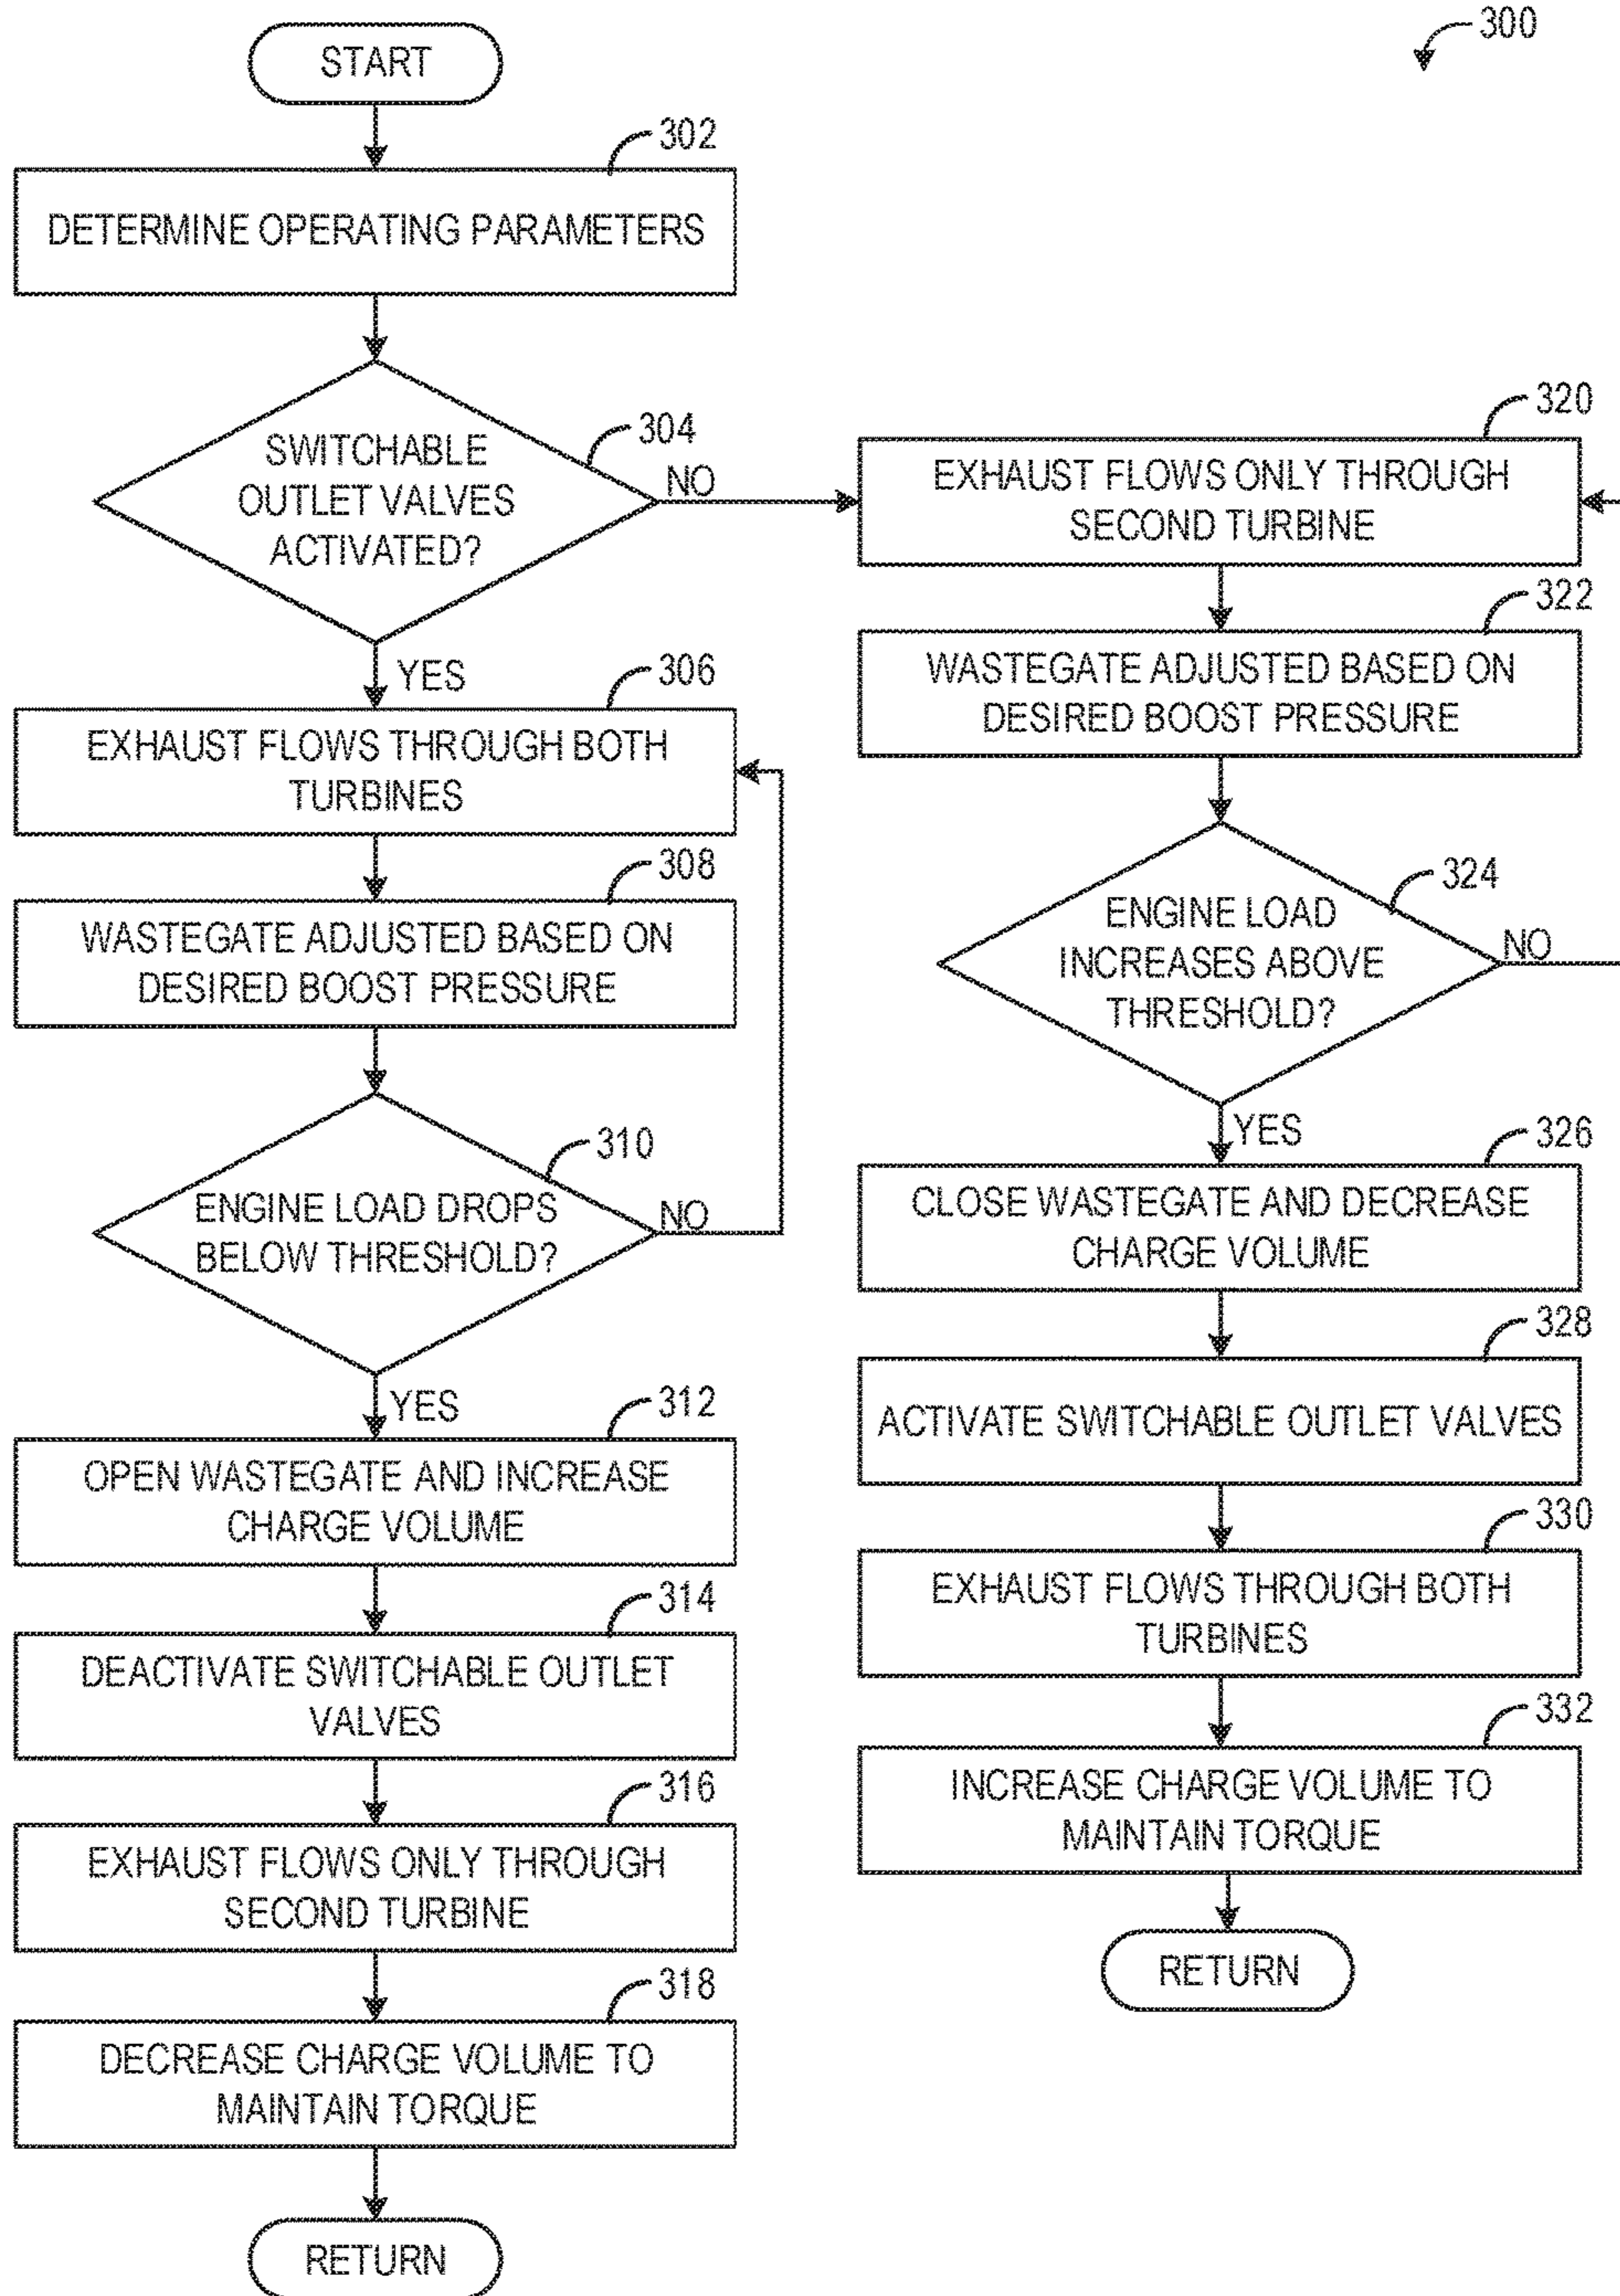 300
START
302
DETERMINE OPERATING PARAMETERS
304
SWITCHABLE
OUTLET VALVES
ACTIVATED?
NO
YES
306
EXHAUST FLOWS THROUGH BOTH
TURBINES
308
WASTEGATE ADJUSTED BASED ON
DESIRED BOOST PRESSURE
310
ENGINE LOAD DROPS
BELOW THRESHOLD?
NO
YES
312
OPEN WASTEGATE AND INCREASE
CHARGE VOLUME
314
DEACTIVATE SWITCHABLE OUTLET
VALVES
316
EXHAUST FLOWS ONLY THROUGH
SECOND TURBINE
318
DECREASE CHARGE VOLUME TO
MAINTAIN TORQUE
RETURN
320
EXHAUST FLOWS ONLY THROUGH
SECOND TURBINE
322
WASTEGATE ADJUSTED BASED ON
DESIRED BOOST PRESSURE
324
ENGINE LOAD
INCREASES ABOVE
THRESHOLD?
NO
YES
326
CLOSE WASTEGATE AND DECREASE
CHARGE VOLUME
328
ACTIVATE SWITCHABLE OUTLET VALVES
330
EXHAUST FLOWS THROUGH BOTH
TURBINES
332
INCREASE CHARGE VOLUME TO
MAINTAIN TORQUE
RETURN